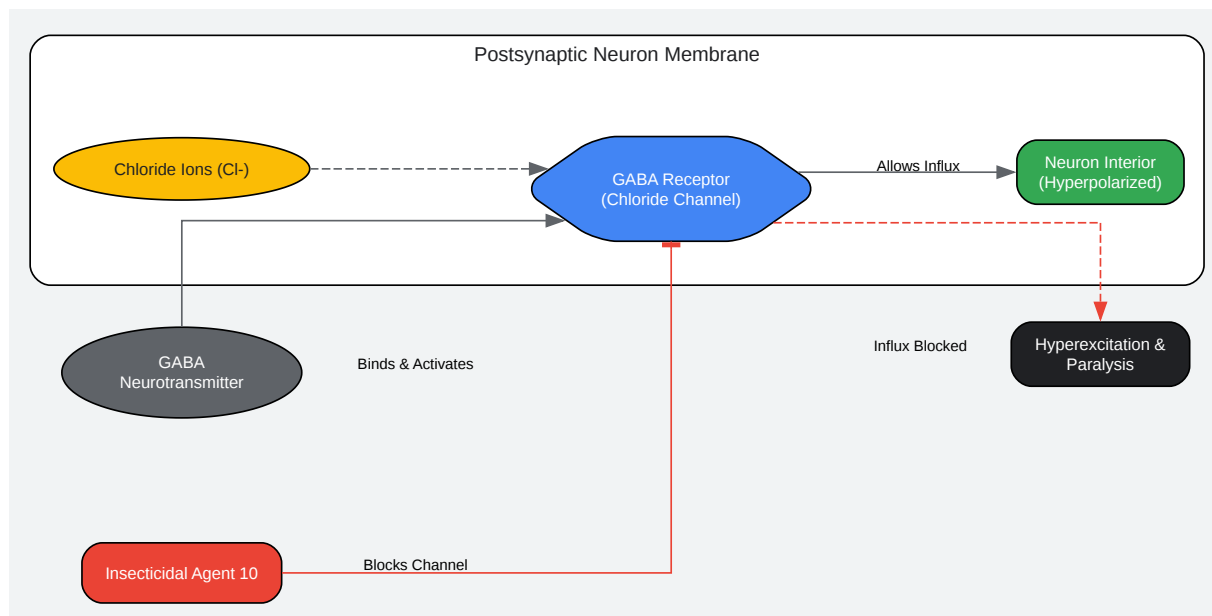 Postsynaptic Neuron Membrane
Chloride Ions (Cl-)
GABA Receptor
(Chloride Channel)
Allows Influx
Neuron Interior
(Hyperpolarized)
GABA
Neurotransmitter
Binds & Activates
Influx Blocked
Hyperexcitation &
Paralysis
Insecticidal Agent 10
Blocks Channel